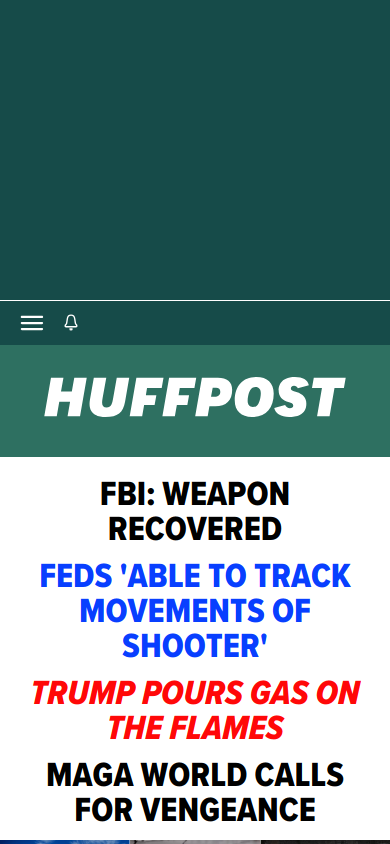 HUFFPOST
FBI: WEAPON
RECOVERED
FEDS 'ABLE TO TRACK
MOVEMENTS OF
SHOOTER'
TRUMP POURS GAS ON
THE FLAMES
MAGA WORLD CALLS
FOR VENGEANCE